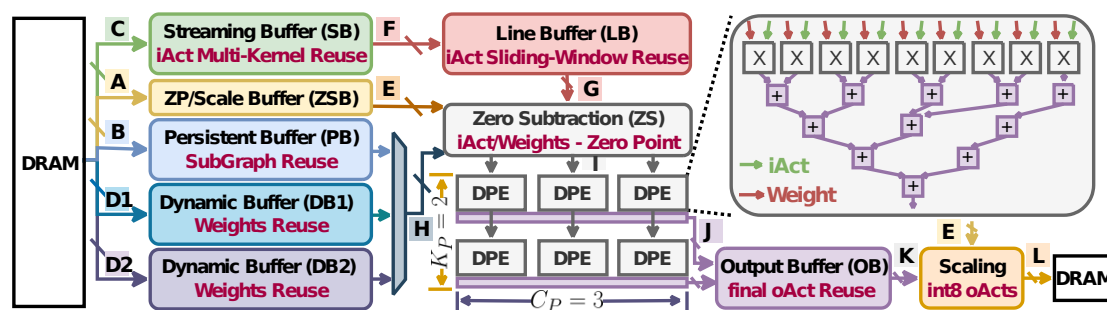 DRAM
C
Streaming Buffer (SB)
iAct Multi-Kernel Reuse
F
Line Buffer (LB)
iAct Sliding-Window Reuse
A
ZP/Scale Buffer (ZSB)
E
G
B
Persistent Buffer (PB)
SubGraph Reuse
Zero Subtraction (ZS)
iAct/Weights - Zero Point
I
D1
Dynamic Buffer (DB1)
Weights Reuse
H
D2
Dynamic Buffer (DB2)
Weights Reuse
K_P = 2
DPE DPE DPE
DPE DPE DPE
C_P = 3
X X X X X X X X
+ + + + +
+ + +
+ +
+
iAct
Weight
J
Output Buffer (OB)
final oAct Reuse
K
E
Scaling
int8 oActs
L
DRAM